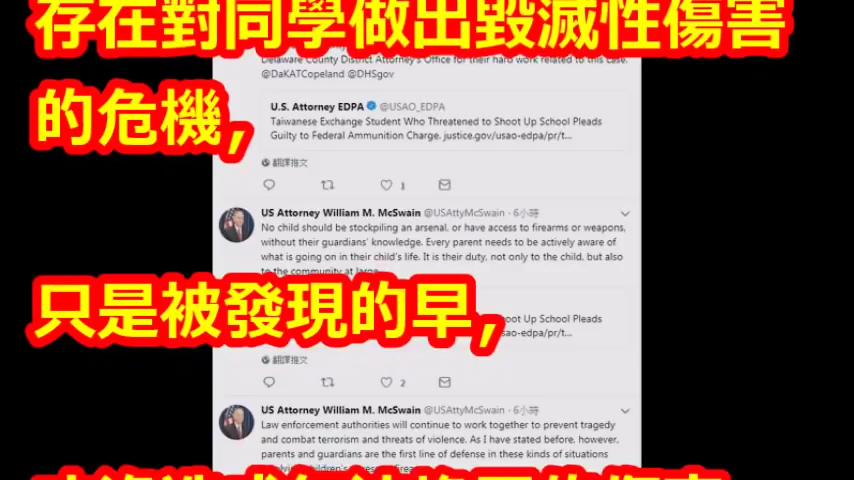 存在對同學做出毀滅性傷害
Delaware County District Attorney's Office for their hard work related to this case.
@DaKATCopeland @DHSgov
的危機,
U.S. Attorney EDPA @USAO_EDPA
Taiwanese Exchange Student Who Threatened to Shoot Up School Pleads
Guilty to Federal Ammunition Charge. justice.gov/usao-edpa/pr/t...
翻譯推文
1
US Attorney William M. McSwain @USAttyMcSwain · 6小時
No child should be stockpiling an arsenal, or have access to firearms or weapons,
without their guardians' knowledge. Every parent needs to be actively aware of
what is going on in their child's life. It is their duty, not only to the child, but also
to the community at large.
只是被發現的早,
oot Up School Pleads
sao-edpa/pr/t...
翻譯推文
2
US Attorney William M. McSwain @USAttyMcSwain · 6小時
Law enforcement authorities will continue to work together to prevent tragedy
and combat terrorism and threats of violence. As I have stated before, however,
parents and guardians are the first line of defense in these kinds of situations